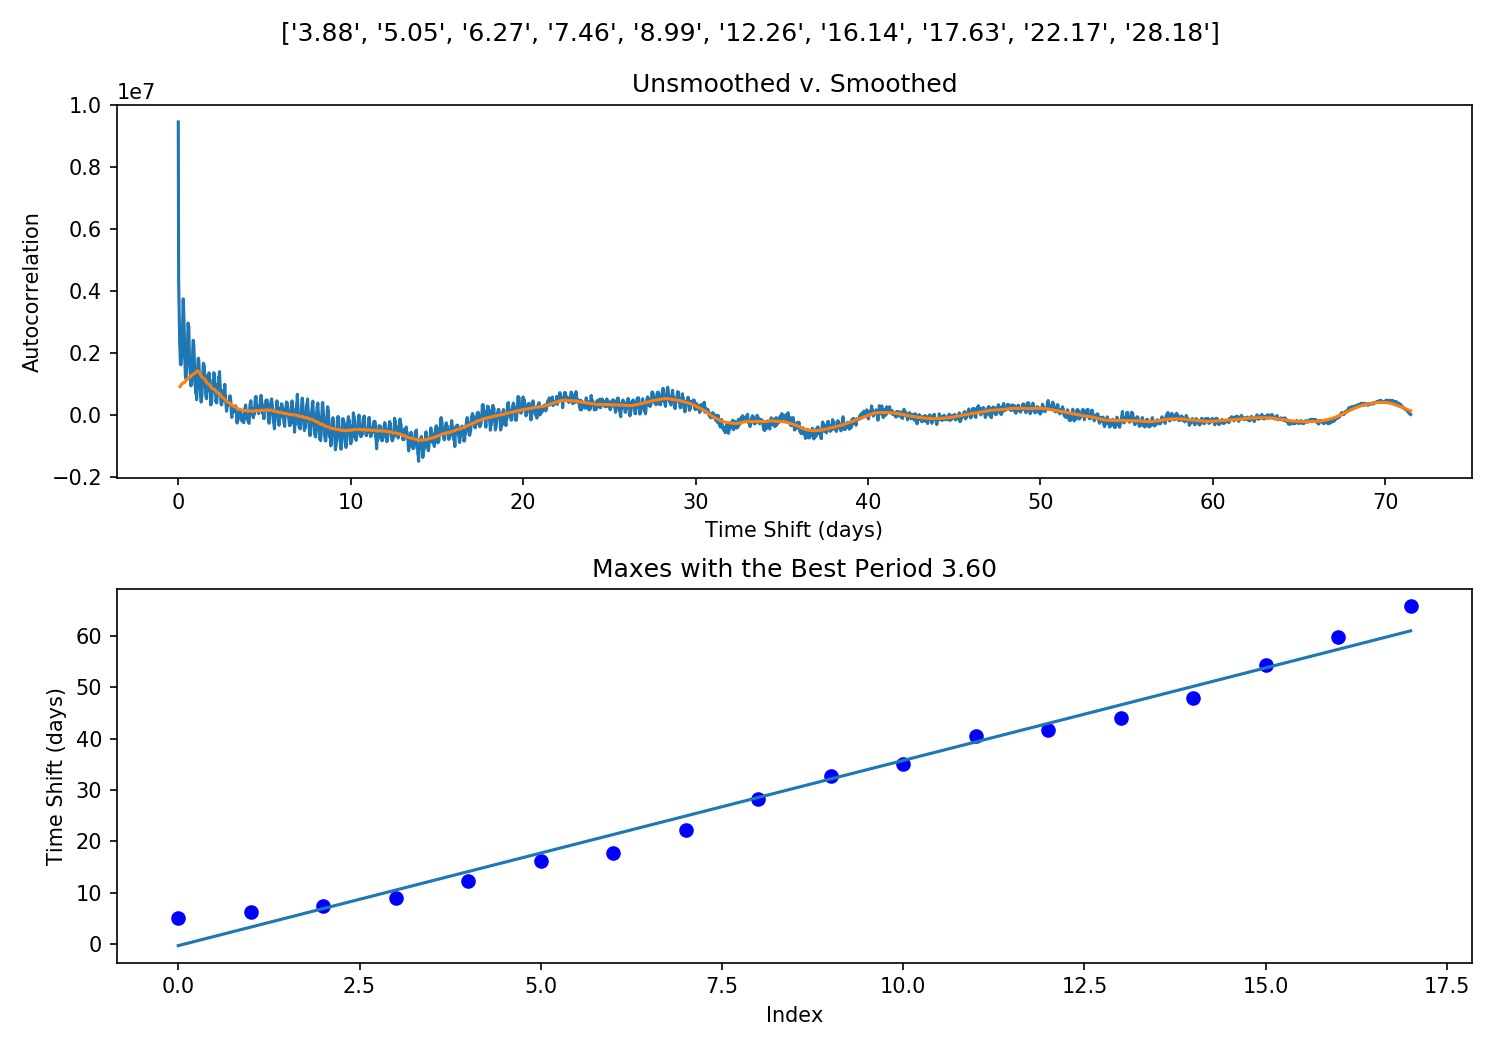 ['3.88', '5.05', '6.27', '7.46', '8.99', '12.26', '16.14', '17.63', '22.17', '28.18']
Unsmoothed v. Smoothed
1e7
1.0
0.8
0.6
0.4
0.2
0.0
−0.2
Autocorrelation
0 10 20 30 40 50 60 70
Time Shift (days)
Maxes with the Best Period 3.60
60
50
40
30
20
10
0
Time Shift (days)
0.0 2.5 5.0 7.5 10.0 12.5 15.0 17.5
Index